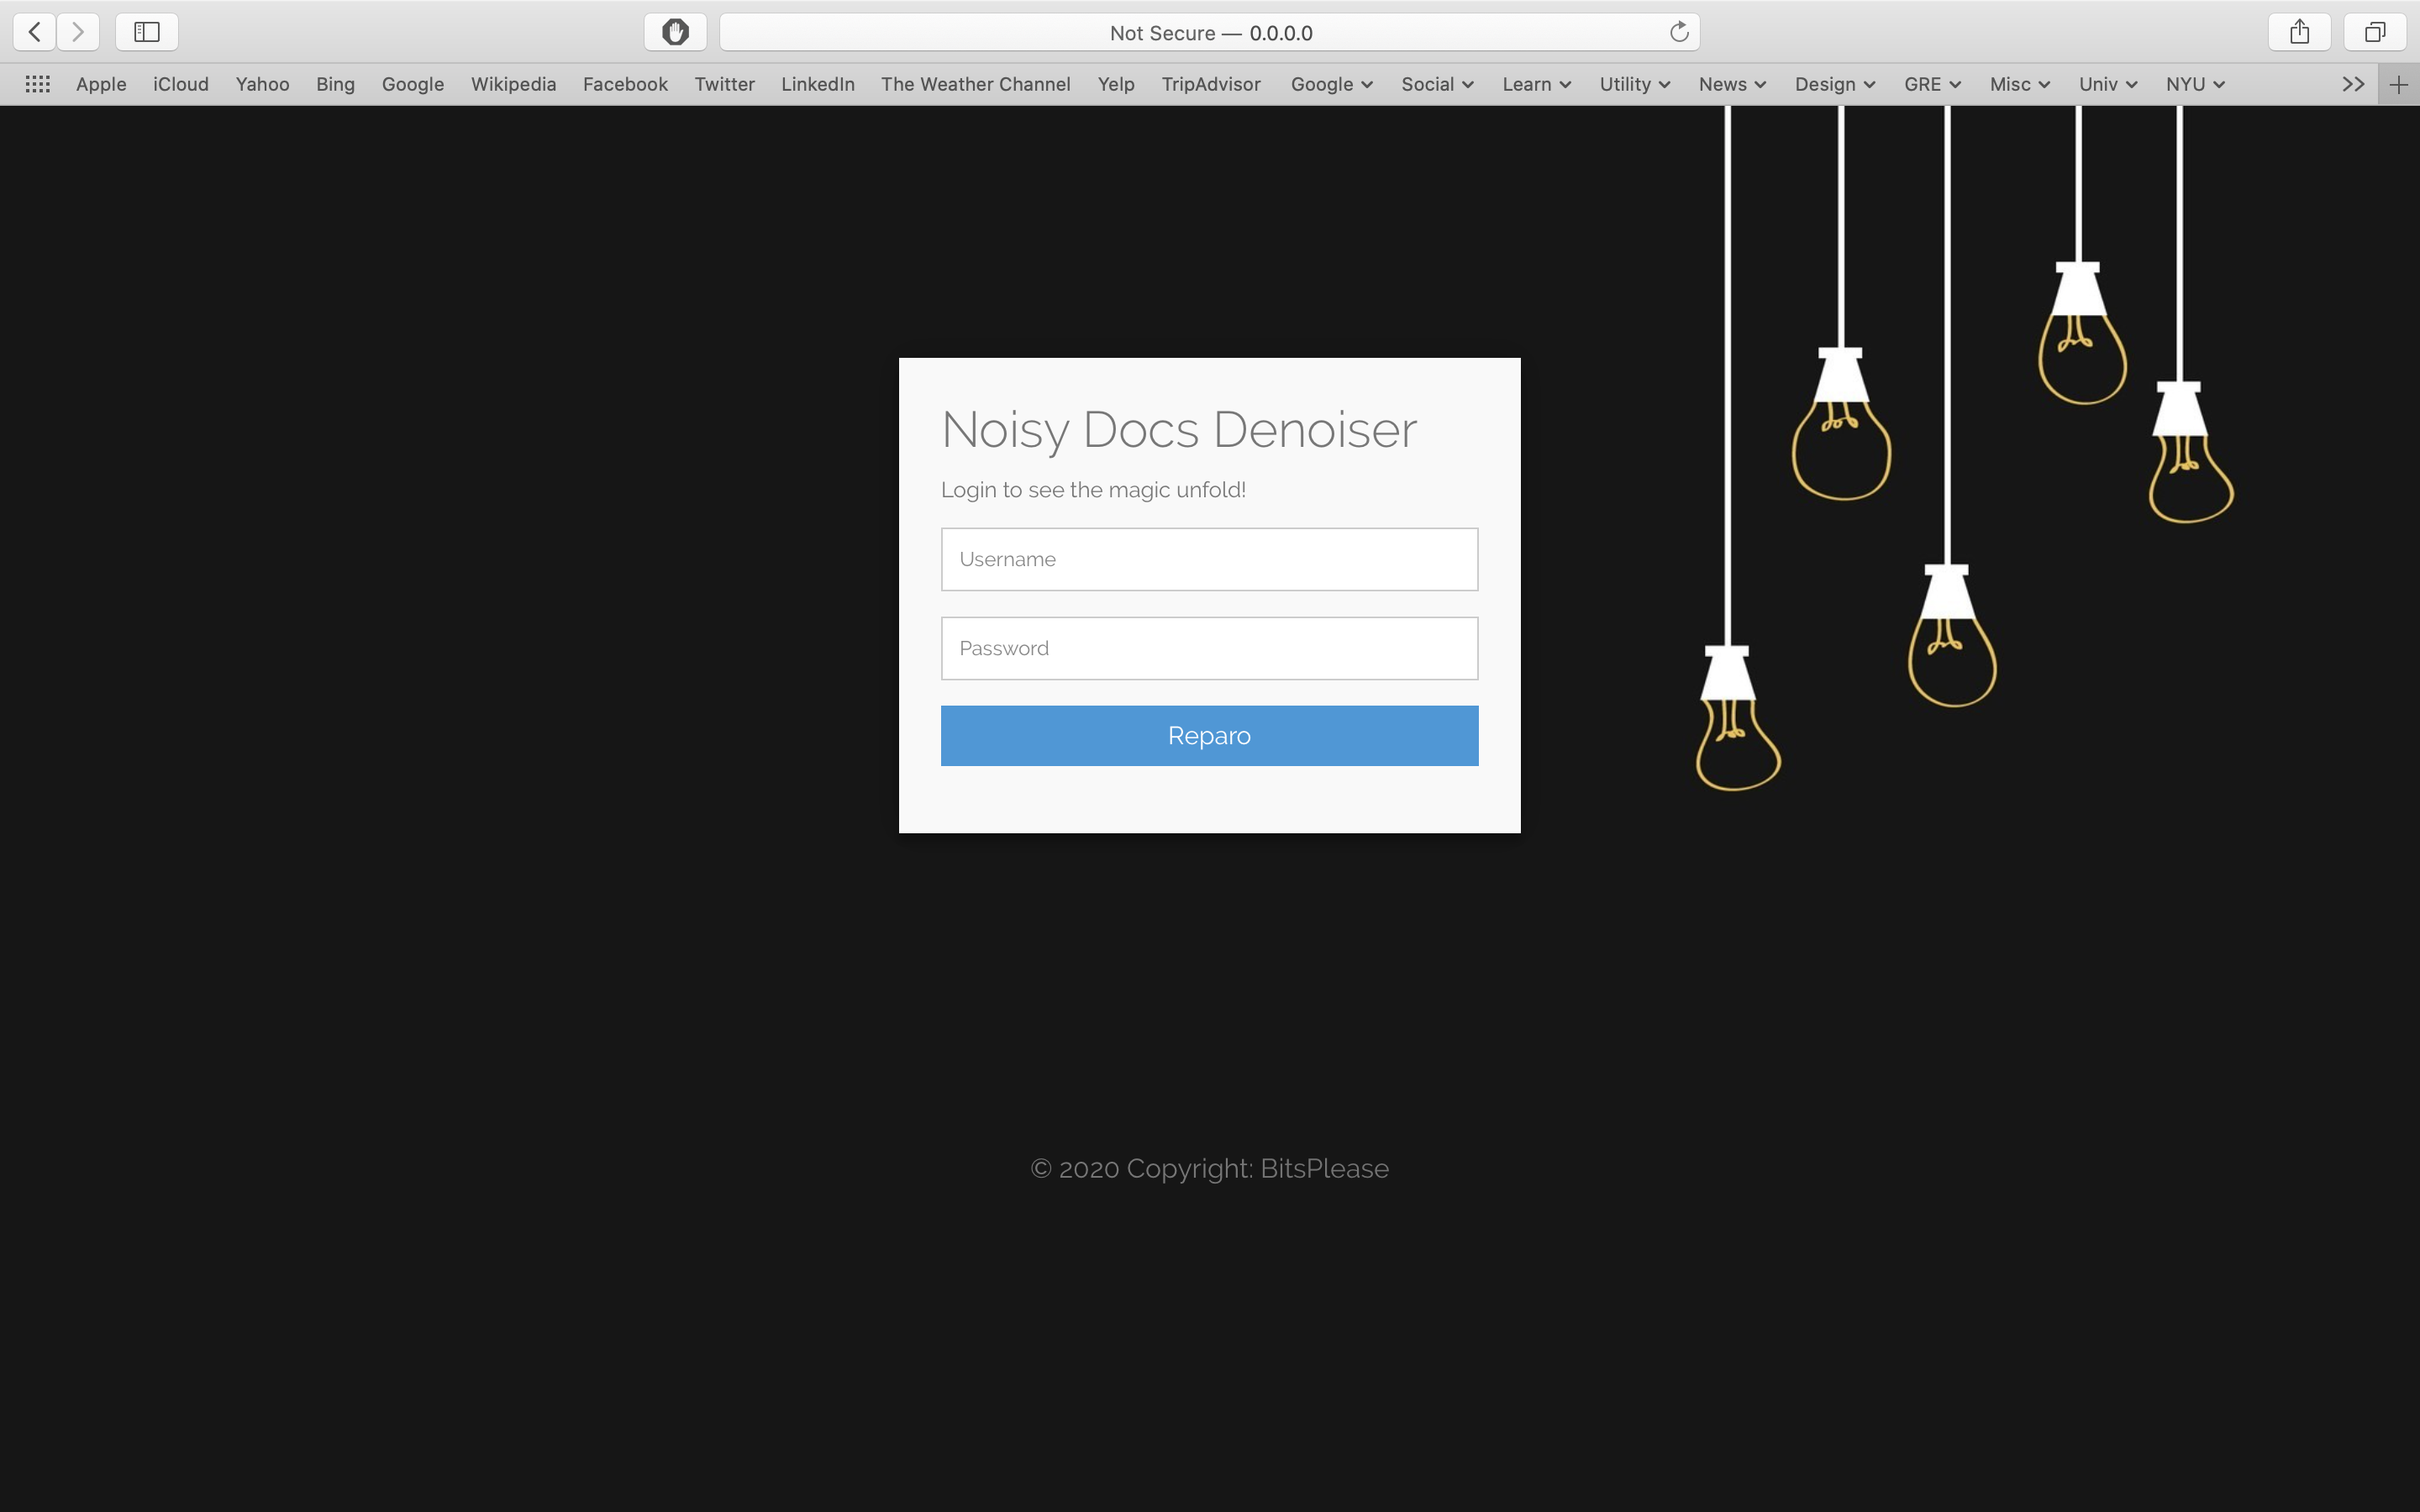 Not Secure — 0.0.0.0
Apple iCloud Yahoo Bing Google Wikipedia Facebook Twitter LinkedIn The Weather Channel Yelp TripAdvisor Google Social Learn Utility News Design GRE Misc Univ NYU
Noisy Docs Denoiser
Login to see the magic unfold!
Username
Password
Reparo
© 2020 Copyright: BitsPlease